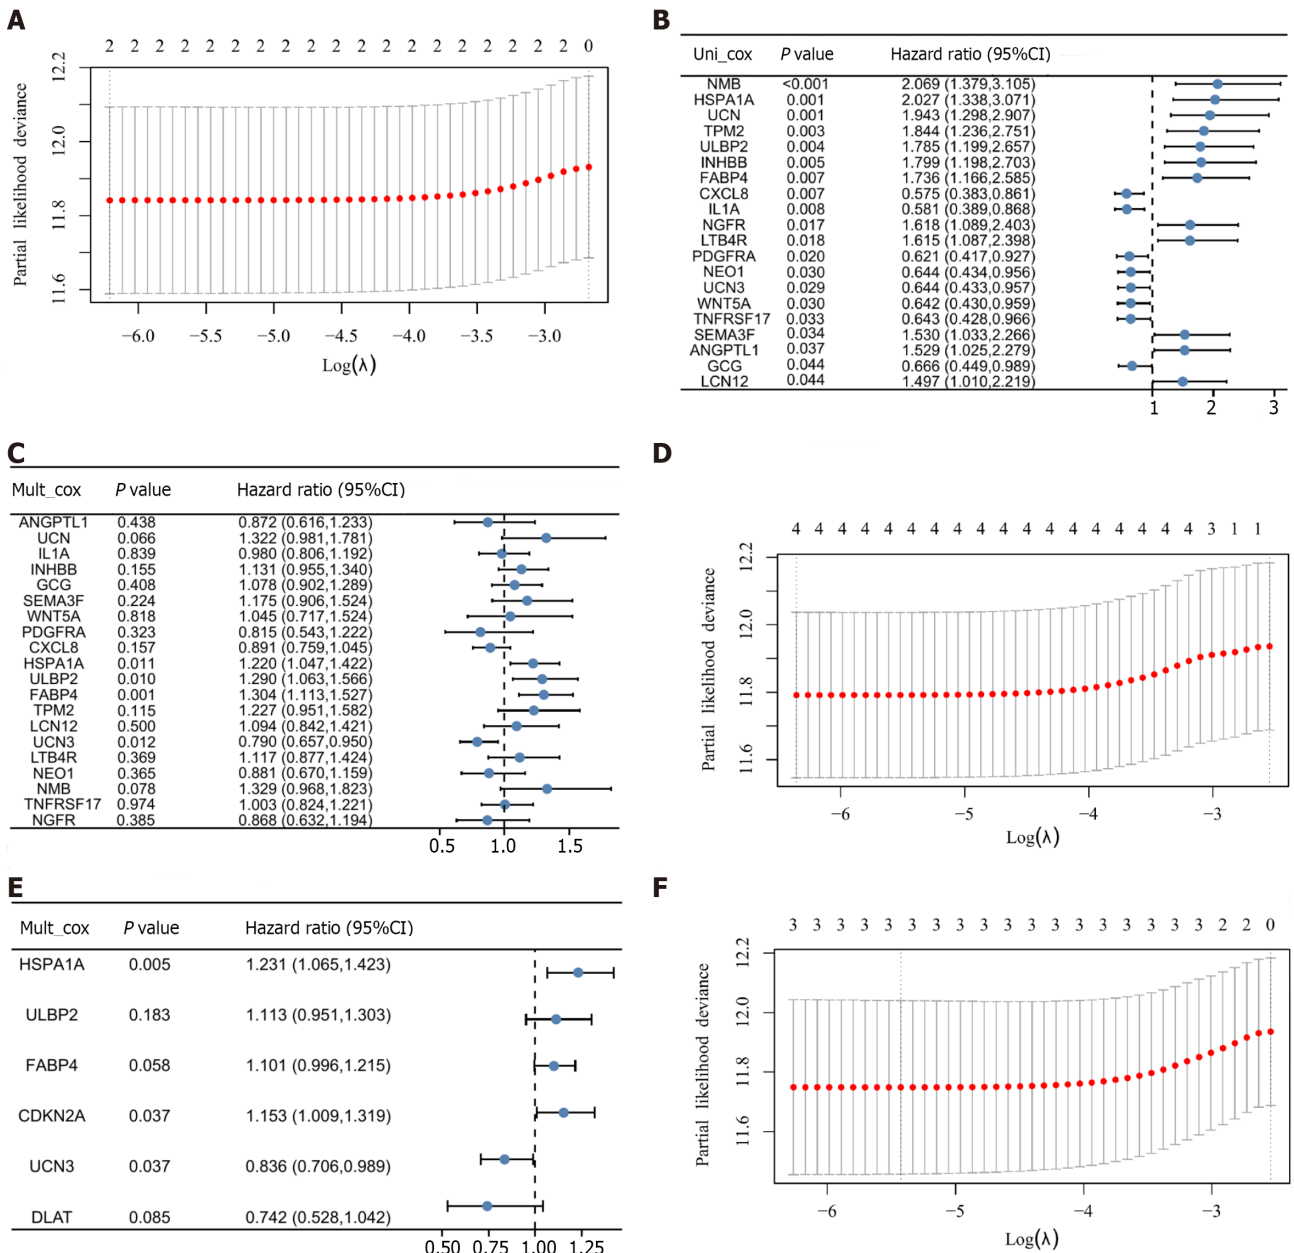 A
2 2 2 2 2 2 2 2 2 2 2 2 2 2 2 2 2 2 2 0
12.2
12.0
11.8
11.6
Partial likelihood deviance
−6.0 −5.5 −5.0 −4.5 −4.0 −3.5 −3.0
Log(λ)
B
Uni_cox P value Hazard ratio (95%CI)
NMB <0.001 2.069 (1.379,3.105)
HSPA1A 0.001 2.027 (1.338,3.071)
UCN 0.001 1.943 (1.298,2.907)
TPM2 0.003 1.844 (1.236,2.751)
ULBP2 0.004 1.785 (1.199,2.657)
INHBB 0.005 1.799 (1.198,2.703)
FABP4 0.007 1.736 (1.166,2.585)
CXCL8 0.007 0.575 (0.383,0.861)
IL1A 0.008 0.581 (0.389,0.868)
NGFR 0.017 1.618 (1.089,2.403)
LTB4R 0.018 1.615 (1.087,2.398)
PDGFRA 0.020 0.621 (0.417,0.927)
NEO1 0.030 0.644 (0.434,0.956)
UCN3 0.029 0.644 (0.433,0.957)
WNT5A 0.030 0.642 (0.430,0.959)
TNFRSF17 0.033 0.643 (0.428,0.966)
SEMA3F 0.034 1.530 (1.033,2.266)
ANGPTL1 0.037 1.529 (1.025,2.279)
GCG 0.044 0.666 (0.449,0.989)
LCN12 0.044 1.497 (1.010,2.219)
1 2 3
C
Mult_cox P value Hazard ratio (95%CI)
ANGPTL1 0.438 0.872 (0.616,1.233)
UCN 0.066 1.322 (0.981,1.781)
IL1A 0.839 0.980 (0.806,1.192)
INHBB 0.155 1.131 (0.955,1.340)
GCG 0.408 1.078 (0.902,1.289)
SEMA3F 0.224 1.175 (0.906,1.524)
WNT5A 0.818 1.045 (0.717,1.524)
PDGFRA 0.323 0.815 (0.543,1.222)
CXCL8 0.157 0.891 (0.759,1.045)
HSPA1A 0.011 1.220 (1.047,1.422)
ULBP2 0.010 1.290 (1.063,1.566)
FABP4 0.001 1.304 (1.113,1.527)
TPM2 0.115 1.227 (0.951,1.582)
LCN12 0.500 1.094 (0.842,1.421)
UCN3 0.012 0.790 (0.657,0.950)
LTB4R 0.369 1.117 (0.877,1.424)
NEO1 0.365 0.881 (0.670,1.159)
NMB 0.078 1.329 (0.968,1.823)
TNFRSF17 0.974 1.003 (0.824,1.221)
NGFR 0.385 0.868 (0.632,1.194)
0.5 1.0 1.5
D
4 4 4 4 4 4 4 4 4 4 4 4 4 4 4 4 4 3 1 1
12.2
12.0
11.8
11.6
Partial likelihood deviance
−6 −5 −4 −3
Log(λ)
E
Mult_cox P value Hazard ratio (95%CI)
HSPA1A 0.005 1.231 (1.065,1.423)
ULBP2 0.183 1.113 (0.951,1.303)
FABP4 0.058 1.101 (0.996,1.215)
CDKN2A 0.037 1.153 (1.009,1.319)
UCN3 0.037 0.836 (0.706,0.989)
DLAT 0.085 0.742 (0.528,1.042)
0.50 0.75 1.00 1.25
F
3 3 3 3 3 3 3 3 3 3 3 3 3 3 3 3 3 3 2 2 0
12.2
12.0
11.8
11.6
Partial likelihood deviance
−6 −5 −4 −3
Log(λ)